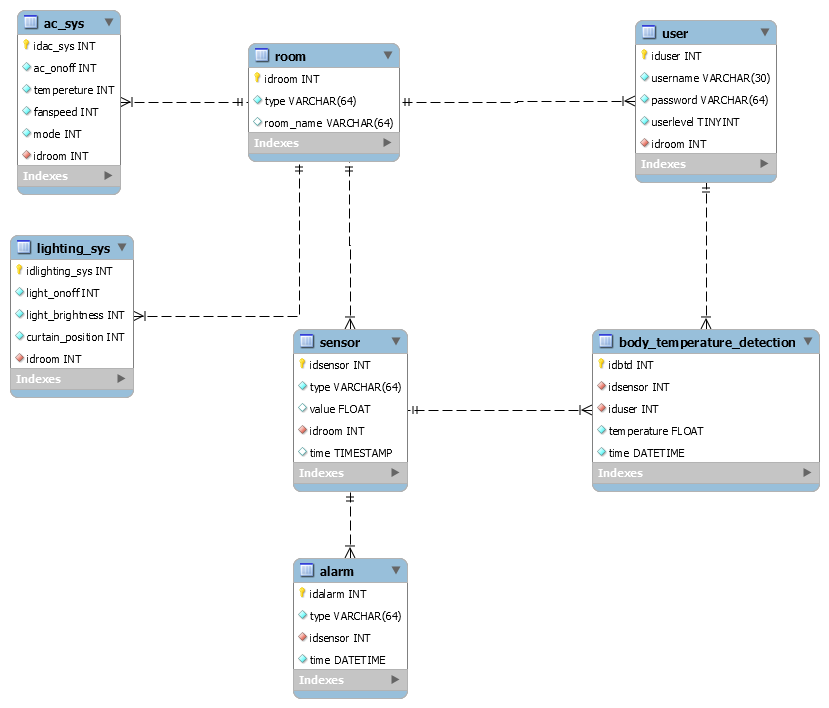 ac_sys
idac_sys INT
ac_onoff INT
tempereture INT
fanspeed INT
mode INT
idroom INT
Indexes
room
idroom INT
type VARCHAR(64)
room_name VARCHAR(64)
Indexes
user
iduser INT
username VARCHAR(30)
password VARCHAR(64)
userlevel TINYINT
idroom INT
Indexes
lighting_sys
idlighting_sys INT
light_onoff INT
light_brightness INT
curtain_position INT
idroom INT
Indexes
sensor
idsensor INT
type VARCHAR(64)
value FLOAT
idroom INT
time TIMESTAMP
Indexes
body_temperature_detection
idbtd INT
idsensor INT
iduser INT
temperature FLOAT
time DATETIME
Indexes
alarm
idalarm INT
type VARCHAR(64)
idsensor INT
time DATETIME
Indexes